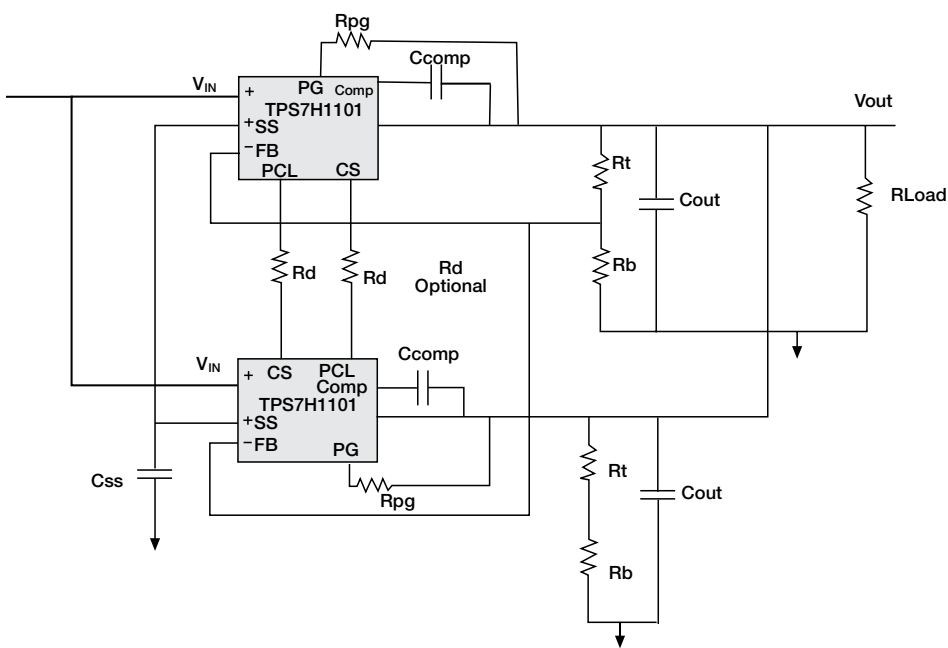 Rpg
Ccomp
VIN
+
PG
Comp
TPS7H1101
+SS
−FB
PCL
CS
Vout
Rt
Cout
RLoad
Rd
Rd
Rd
Optional
Rb
Ccomp
VIN
+
CS
PCL
Comp
TPS7H1101
+SS
−FB
PG
Css
Rpg
Rt
Cout
Rb